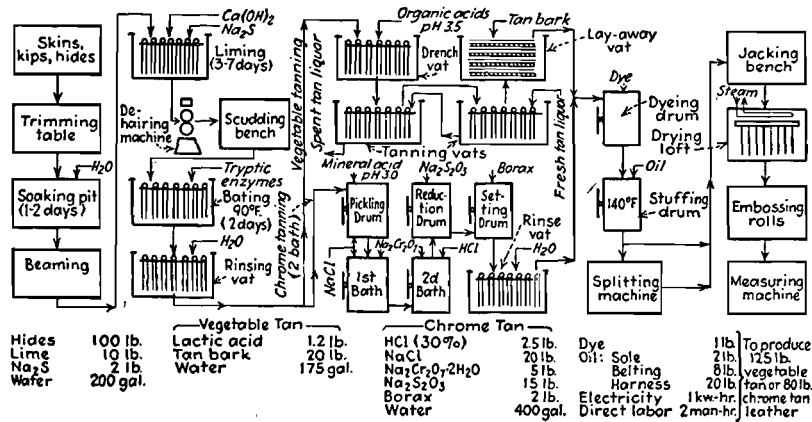 Skins,
kips, hides
Trimming
table
H2O
Soaking pit
(1-2 days)
Beaming
Ca(OH)2
Na2S
Liming
(3-7 days)
De-
hairing
machine
Scudding
bench
Tryptic
enzymes
Bating
90°F.
(2 days)
H2O
Rinsing
vat
Vegetable tanning
Spent tan liquor
Chrome tanning
(2 bath)
Organic acids
pH 3.5
Drench
vat
Tan bark
Lay-away
vat
Tanning vats
Fresh tan liquor
Mineral acid
pH 3.0
Pickling
Drum
Na2S2O3
Reduc-
tion
Drum
Borax
Set-
ting
Drum
Rinse
vat
H2O
NaCl
Na2Cr2O7
HCl
1st
Bath
2d
Bath
Dye
Dyeing
drum
Oil
140°F
Stuffing
drum
Splitting
machine
Jacking
bench
Steam
Drying
loft
Embossing
rolls
Measuring
machine
Hides 100 lb.
Lime 10 lb.
Na2S 2 lb.
Water 200 gal.
Vegetable Tan
Lactic acid 1.2 lb.
Tan bark 20 lb.
Water 175 gal.
Chrome Tan
HCl (30%) 2.5 lb.
NaCl 20 lb.
Na2Cr2O7·2H2O 5 lb.
Na2S2O3 15 lb.
Borax 2 lb.
Water 400 gal.
Dye 1 lb.
Oil: Sole 2 lb.
Belting 8 lb.
Harness 20 lb.
Electricity 1 kw-hr.
Direct labor 2 man-hr.
To produce
125 lb.
vegetable
tan or 80 lb.
chrome tan
leather